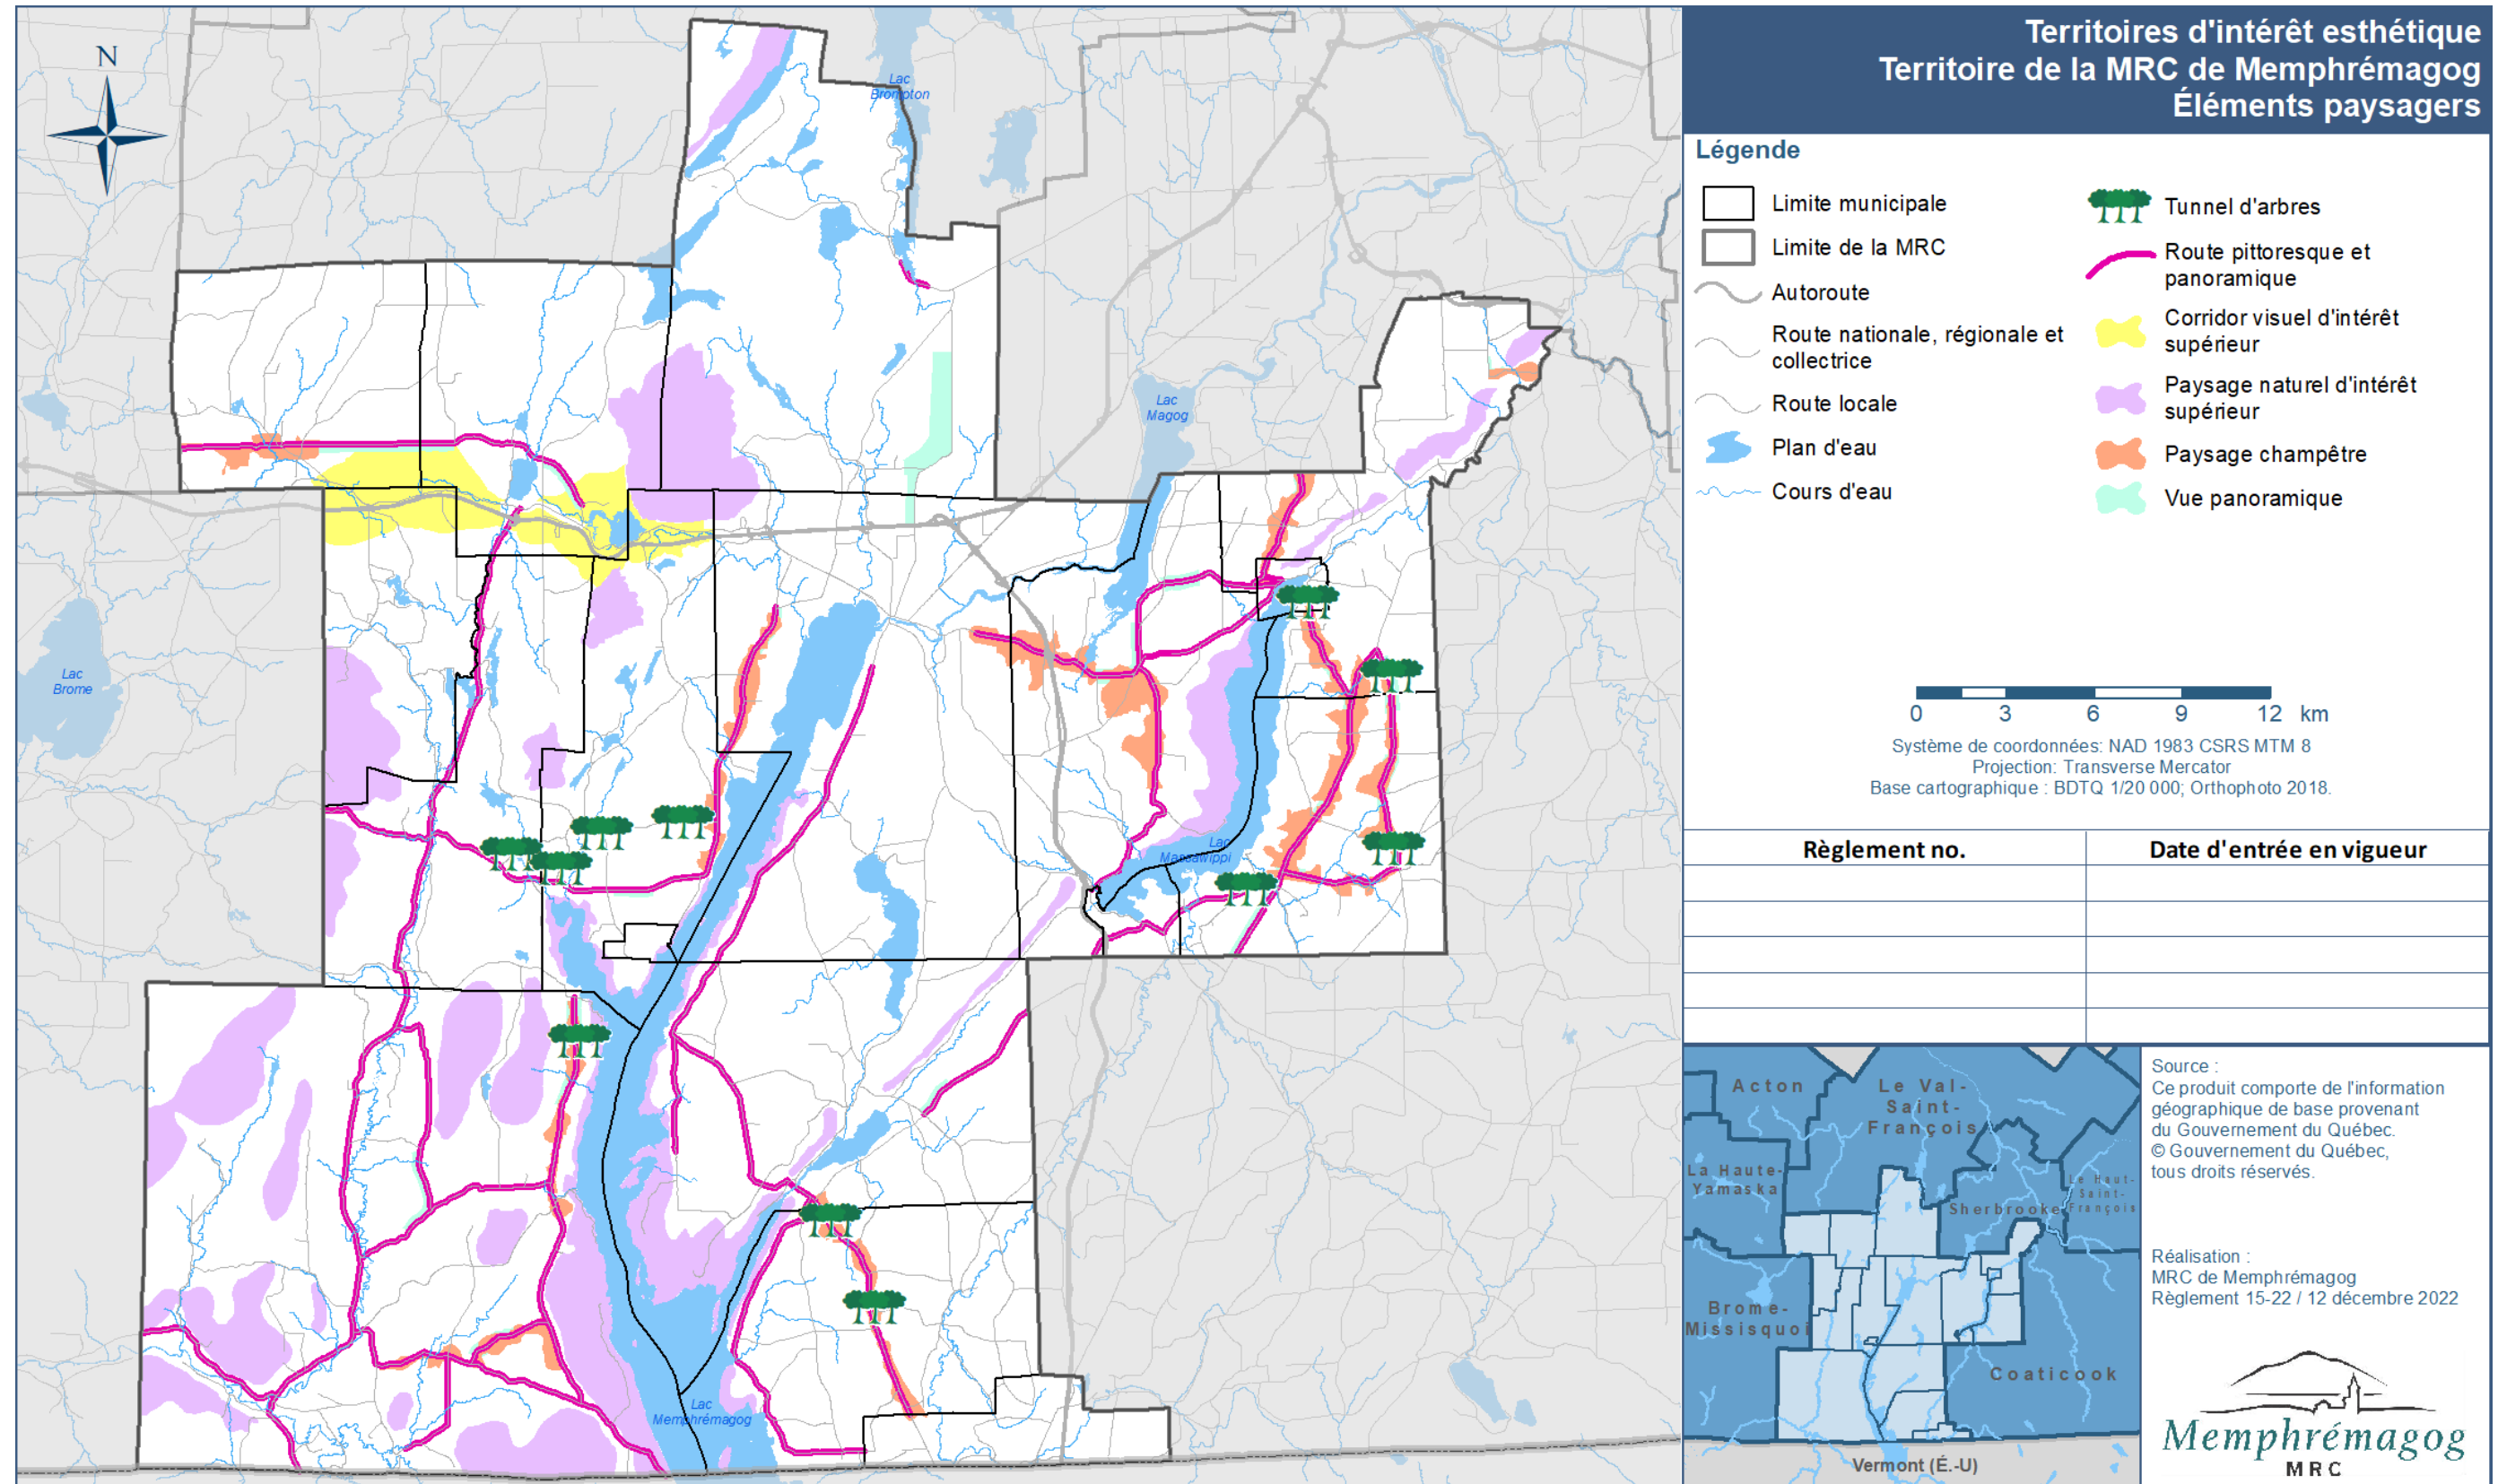 Territoires d'intérêt esthétique
Territoire de la MRC de Memphrémagog
Éléments paysagers
N
Lac
Brompton
Lac
Magog
Lac
Brome
Lac
Massawippi
Lac
Memphrémagog
Légende
Limite municipale
Limite de la MRC
Autoroute
Route nationale, régionale et
collectrice
Route locale
Plan d'eau
Cours d'eau
Tunnel d'arbres
Route pittoresque et
panoramique
Corridor visuel d'intérêt
supérieur
Paysage naturel d'intérêt
supérieur
Paysage champêtre
Vue panoramique
0 3 6 9 12 km
Système de coordonnées: NAD 1983 CSRS MTM 8
Projection: Transverse Mercator
Base cartographique : BDTQ 1/20 000; Orthophoto 2018.
Règlement no. Date d'entrée en vigueur
Acton
Le Val-
Saint-
François
La Haute-
Yamaska
Sherbrooke
Le Haut-
Saint-
François
Brome-
Missisquoi
Coaticook
Vermont (É.-U)
Source :
Ce produit comporte de l'information
géographique de base provenant
du Gouvernement du Québec.
© Gouvernement du Québec,
tous droits réservés.
Réalisation :
MRC de Memphrémagog
Règlement 15-22 / 12 décembre 2022
Memphrémagog
MRC